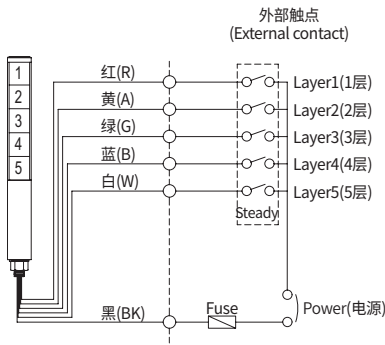 外部触点
(External contact)
1
2
3
4
5
红(R)
黄(A)
绿(G)
蓝(B)
白(W)
黑(BK)
Layer1(1层)
Layer2(2层)
Layer3(3层)
Layer4(4层)
Layer5(5层)
Steady
Fuse
Power(电源)